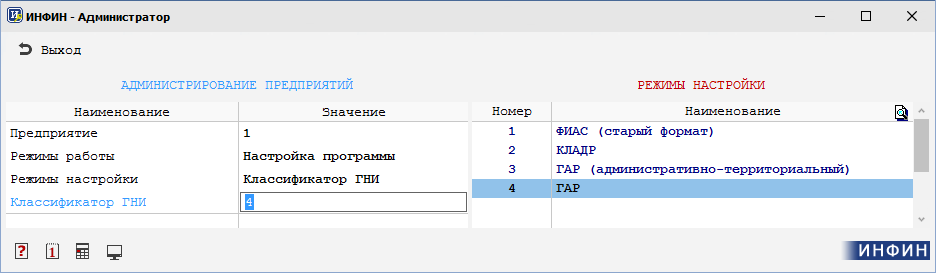 ИНФИН - Администратор
Выход
АДМИНИСТРИРОВАНИЕ ПРЕДПРИЯТИЙ
РЕЖИМЫ НАСТРОЙКИ
Наименование Значение
Номер Наименование
Предприятие 1
Режимы работы Настройка программы
Режимы настройки Классификатор ГНИ
Классификатор ГНИ 4
1 ФИАС (старый формат)
2 КЛАДР
3 ГАР (административно-территориальный)
4 ГАР
? 1
ИНФИН